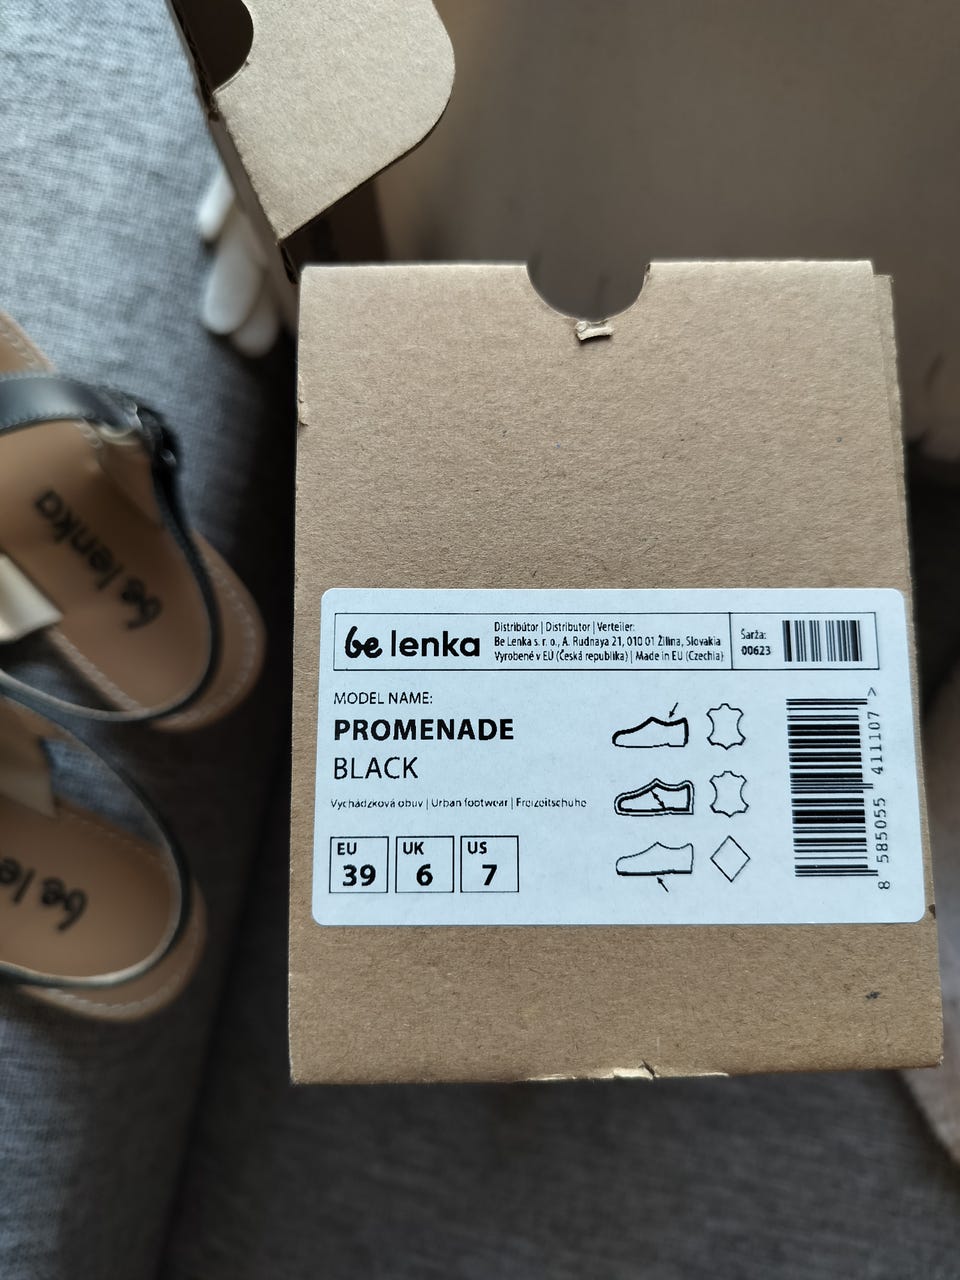 be lenka
Distribútor | Distributor | Verteiler:
Be Lenka s. r. o., A. Rudnaya 21, 010 01 Žilina, Slovakia
Vyrobené v EÚ (Česká republika) | Made in EU (Czechia)
Šarža:
00623
MODEL NAME:
PROMENADE
BLACK
Vychádzková obuv | Urban footwear | Freizeitschuhe
EU
39
UK
6
US
7
8 585055 411107 >
be lenka
be le